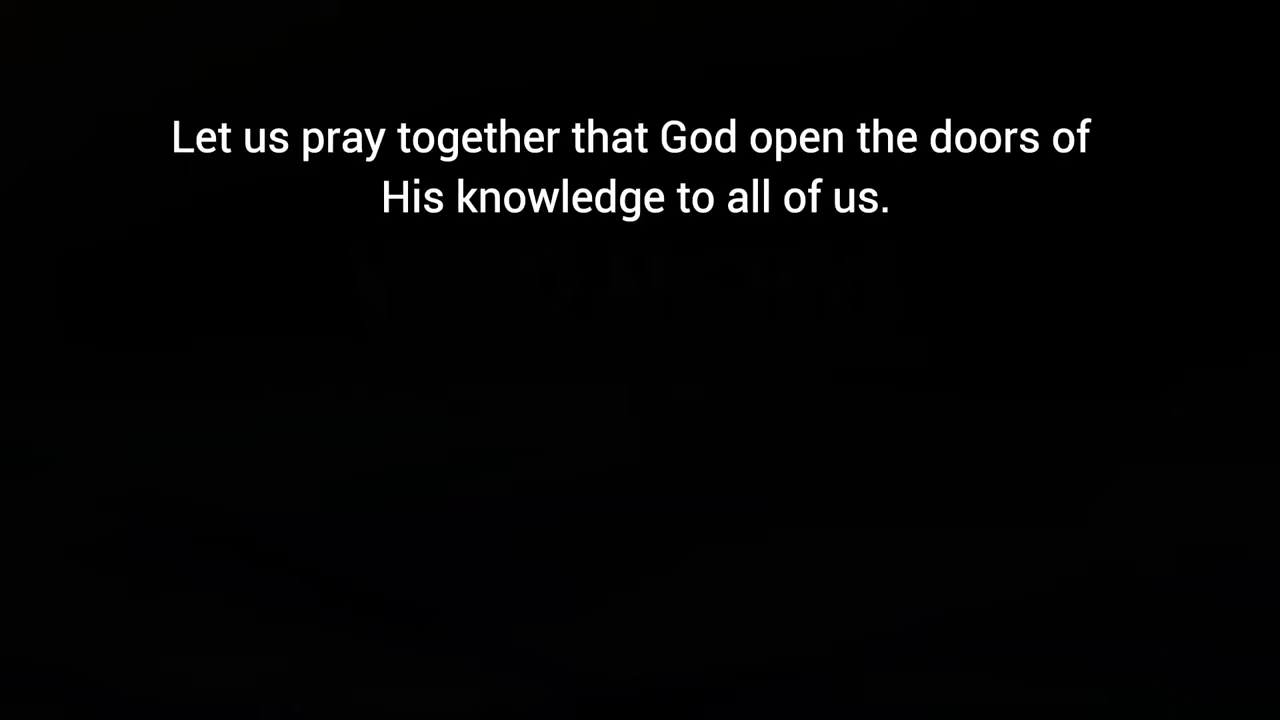 Let us pray together that God open the doors of
His knowledge to all of us.